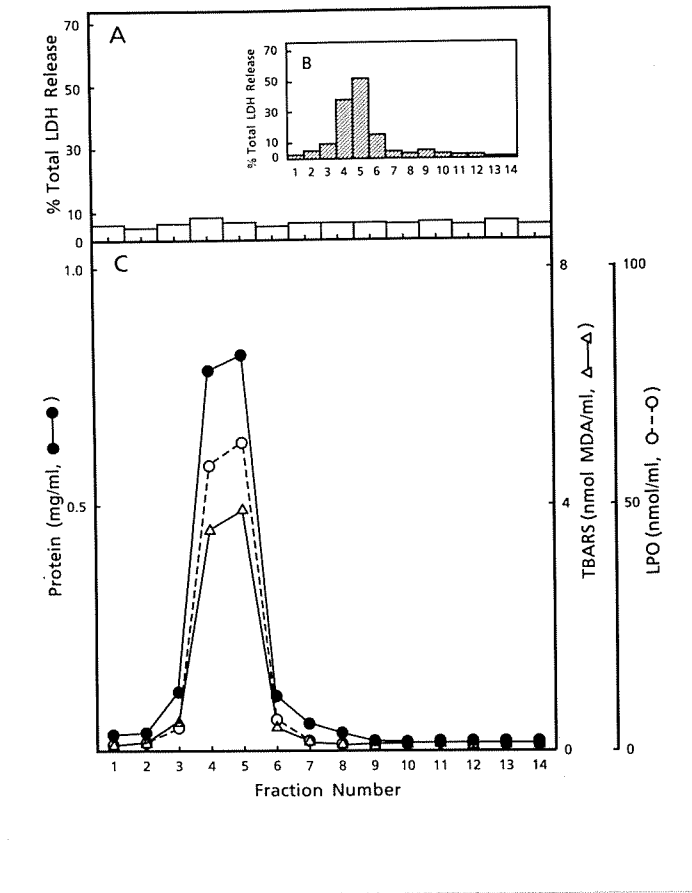 A
70
50
30
10
0
% Total LDH Release
B
70
50
30
10
0
% Total LDH Release
1 2 3 4 5 6 7 8 9 10 11 12 13 14
C
1.0
0.5
Protein (mg/ml, ●—●)
8
4
0
TBARS (nmol MDA/ml, △—△)
100
50
0
LPO (nmol/ml, ○--○)
1 2 3 4 5 6 7 8 9 10 11 12 13 14
Fraction Number